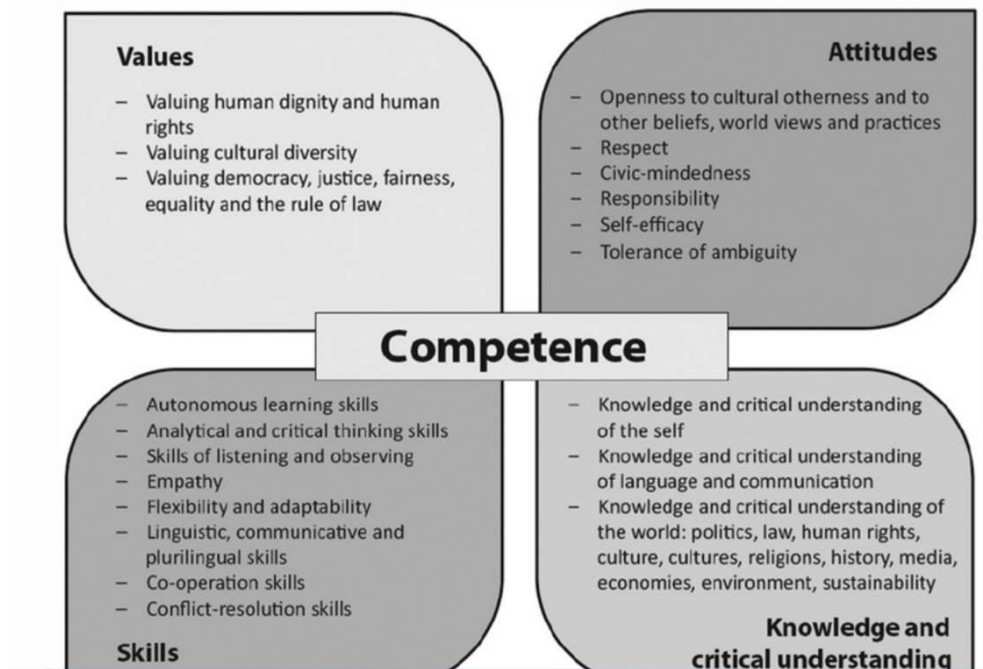 Values
– Valuing human dignity and human
rights
– Valuing cultural diversity
– Valuing democracy, justice, fairness,
equality and the rule of law
Attitudes
– Openness to cultural otherness and to
other beliefs, world views and practices
– Respect
– Civic-mindedness
– Responsibility
– Self-efficacy
– Tolerance of ambiguity
Competence
– Autonomous learning skills
– Analytical and critical thinking skills
– Skills of listening and observing
– Empathy
– Flexibility and adaptability
– Linguistic, communicative and
plurilingual skills
– Co-operation skills
– Conflict-resolution skills
Skills
– Knowledge and critical understanding
of the self
– Knowledge and critical understanding
of language and communication
– Knowledge and critical understanding of
the world: politics, law, human rights,
culture, cultures, religions, history, media,
economies, environment, sustainability
Knowledge and
critical understanding